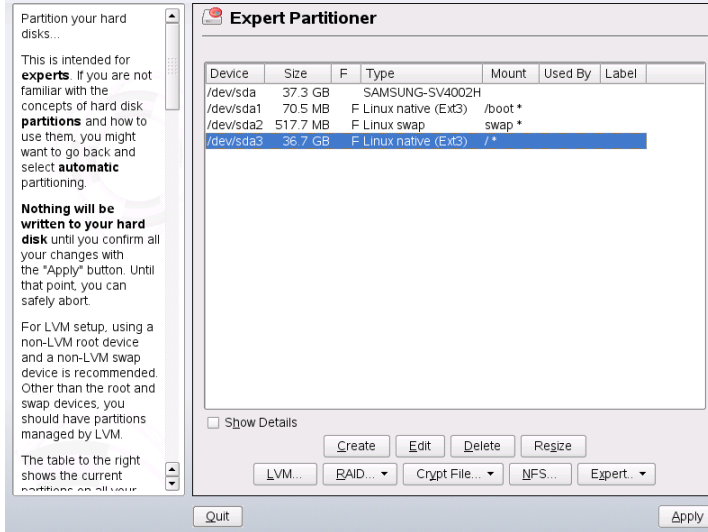 Partition your hard
disks...
This is intended for
experts. If you are not
familiar with the
concepts of hard disk
partitions and how to
use them, you might
want to go back and
select automatic
partitioning.
Nothing will be
written to your hard
disk until you confirm all
your changes with
the "Apply" button. Until
that point, you can
safely abort.
For LVM setup, using a
non-LVM root device
and a non-LVM swap
device is recommended.
Other than the root and
swap devices, you
should have partitions
managed by LVM.
The table to the right
shows the current
partitions on all your
Expert Partitioner
Device Size F Type Mount Used By Label
/dev/sda 37.3 GB SAMSUNG-SV4002H
/dev/sda1 70.5 MB F Linux native (Ext3) /boot *
/dev/sda2 517.7 MB F Linux swap swap *
/dev/sda3 36.7 GB F Linux native (Ext3) / *
Show Details
Create Edit Delete Resize
LVM... RAID... Crypt File... NFS... Expert..
Quit Apply